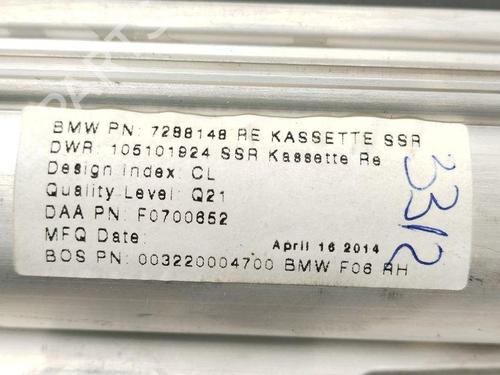 BMW PN: 7288148 RE KASSETTE SSR
DWR: 105101924 SSR Kassette Re
Design Index: CL
Quality Level: Q21
DAA PN: F0700652
MFQ Date: April 16 2014
BOS PN: 003220004700 BMW F06 RH
3312